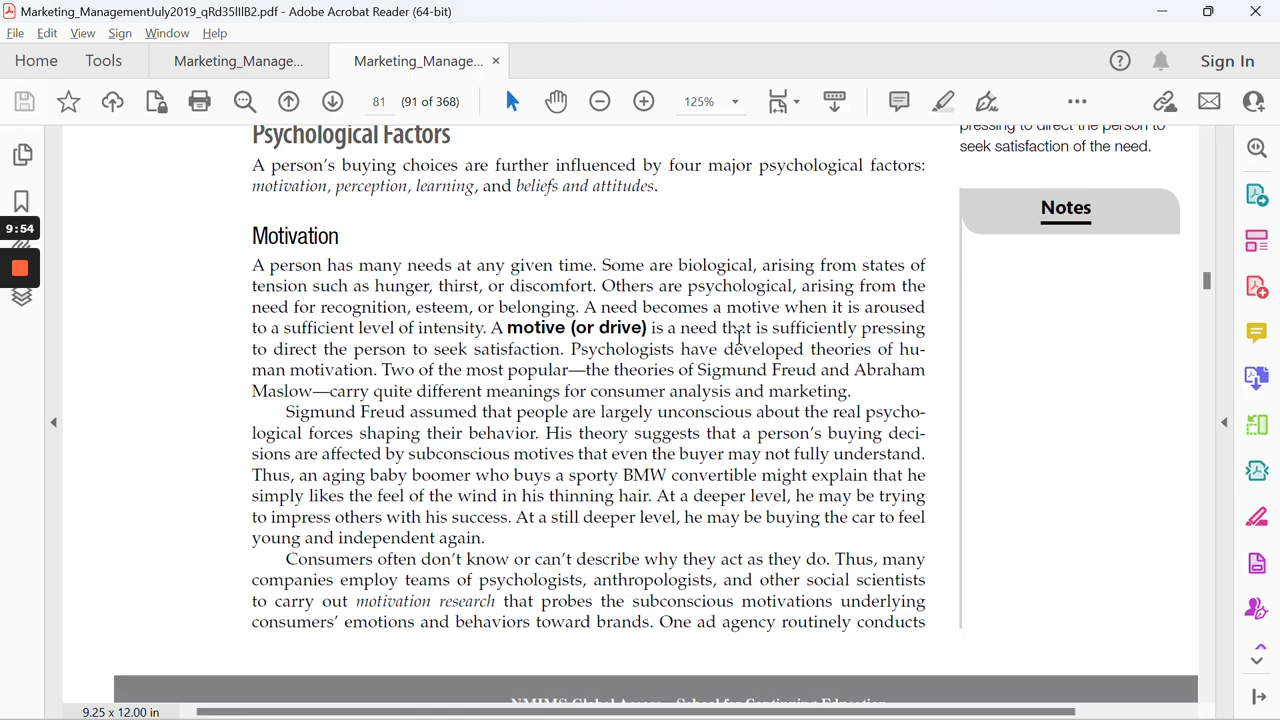 Marketing_ManagementJuly2019_qRd35IIIB2.pdf - Adobe Acrobat Reader (64-bit)
File Edit View Sign Window Help
Home Tools Marketing_Manage... Marketing_Manage... × Sign In
81 (91 of 368) 125%
9:54
Psychological Factors
A person's buying choices are further influenced by four major psychological factors:
motivation, perception, learning, and beliefs and attitudes.
Motivation
A person has many needs at any given time. Some are biological, arising from states of
tension such as hunger, thirst, or discomfort. Others are psychological, arising from the
need for recognition, esteem, or belonging. A need becomes a motive when it is aroused
to a sufficient level of intensity. A motive (or drive) is a need that is sufficiently pressing
to direct the person to seek satisfaction. Psychologists have developed theories of hu-
man motivation. Two of the most popular—the theories of Sigmund Freud and Abraham
Maslow—carry quite different meanings for consumer analysis and marketing.
Sigmund Freud assumed that people are largely unconscious about the real psycho-
logical forces shaping their behavior. His theory suggests that a person's buying deci-
sions are affected by subconscious motives that even the buyer may not fully understand.
Thus, an aging baby boomer who buys a sporty BMW convertible might explain that he
simply likes the feel of the wind in his thinning hair. At a deeper level, he may be trying
to impress others with his success. At a still deeper level, he may be buying the car to feel
young and independent again.
Consumers often don't know or can't describe why they act as they do. Thus, many
companies employ teams of psychologists, anthropologists, and other social scientists
to carry out motivation research that probes the subconscious motivations underlying
consumers' emotions and behaviors toward brands. One ad agency routinely conducts
pressing to direct the person to
seek satisfaction of the need.
Notes
NMIMS Global Access - School for Continuing Education
9.25 x 12.00 in